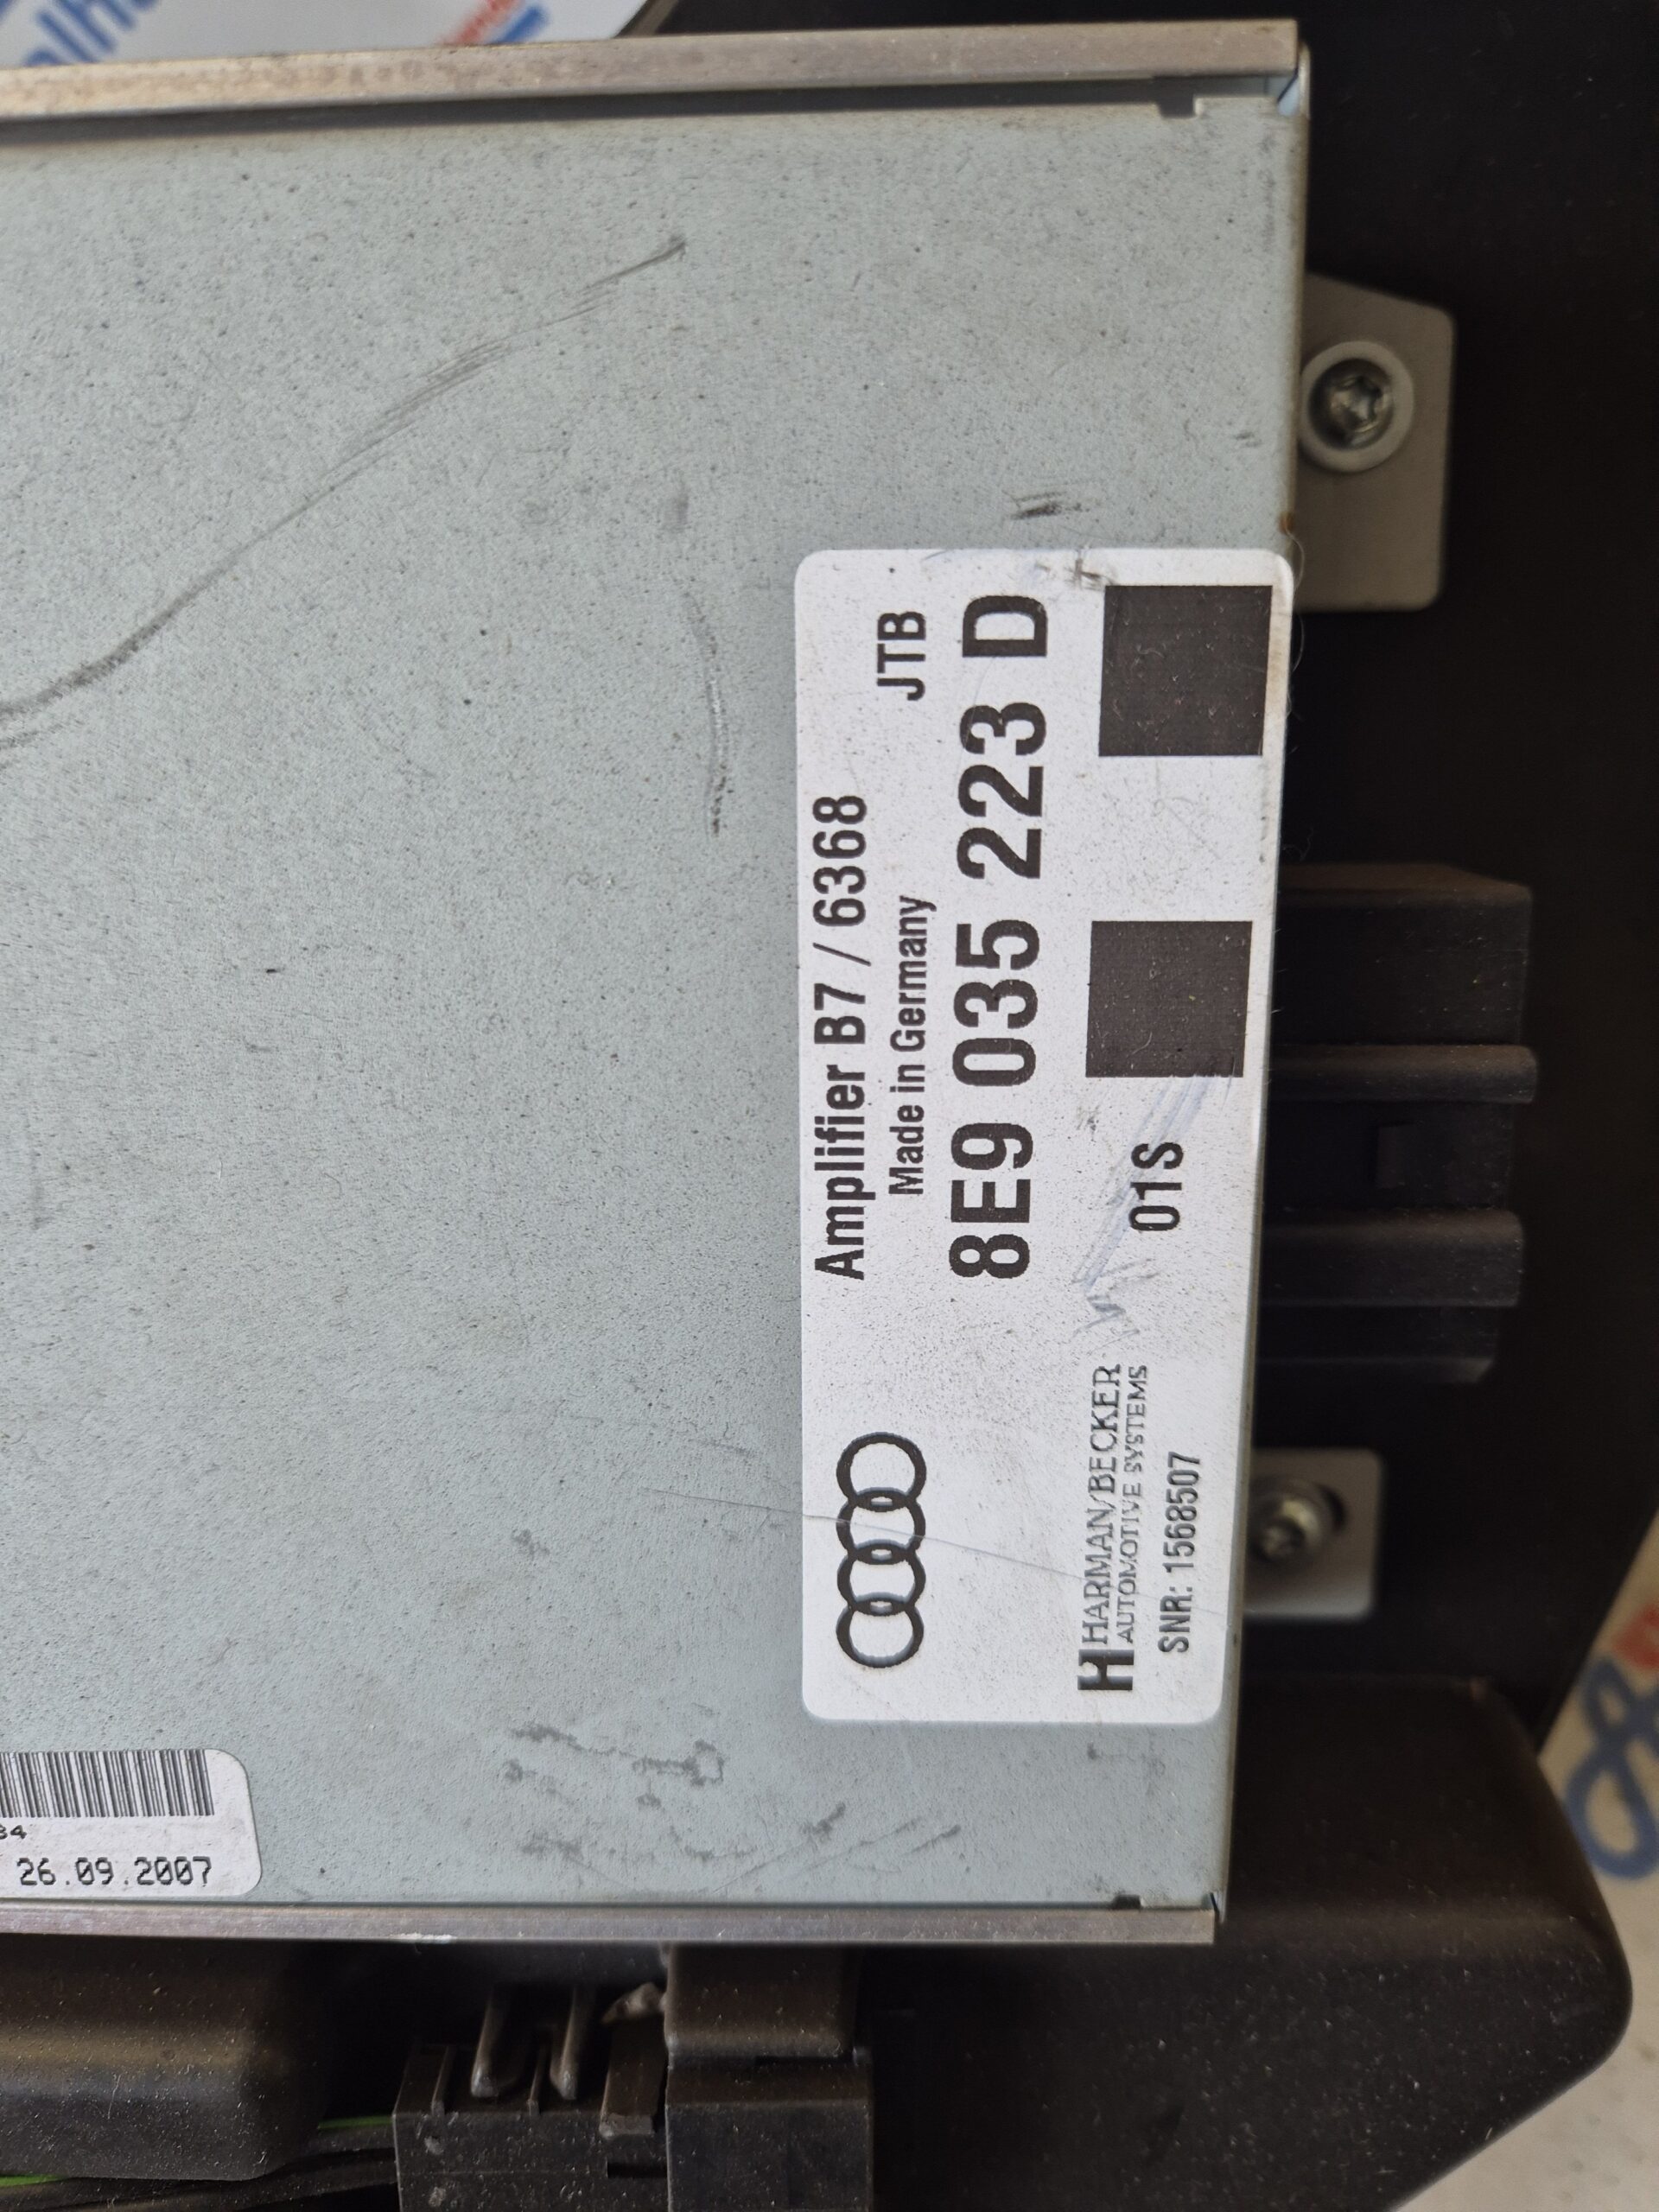 Amplifier B7 / 6368
Made in Germany
JTB
8E9 035 223 D
01S
HARMAN/BECKER
AUTOMOTIVE SYSTEMS
SNR: 1568507
34
26.09.2007